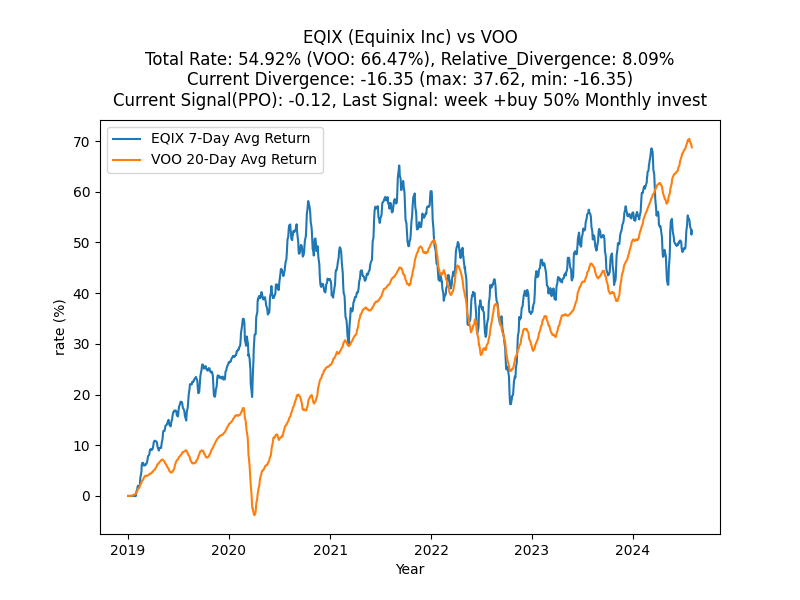 EQIX (Equinix Inc) vs VOO
Total Rate: 54.92% (VOO: 66.47%), Relative_Divergence: 8.09%
Current Divergence: -16.35 (max: 37.62, min: -16.35)
Current Signal(PPO): -0.12, Last Signal: week +buy 50% Monthly invest
EQIX 7-Day Avg Return
VOO 20-Day Avg Return
70
60
50
40
30
20
10
0
rate (%)
2019 2020 2021 2022 2023 2024
Year